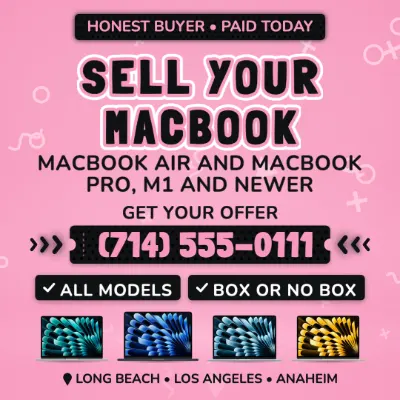 HONEST BUYER • PAID TODAY
SELL YOUR
MACBOOK
MACBOOK AIR AND MACBOOK
PRO, M1 AND NEWER
GET YOUR OFFER
(714) 555-0111
ALL MODELS
BOX OR NO BOX
LONG BEACH • LOS ANGELES • ANAHEIM